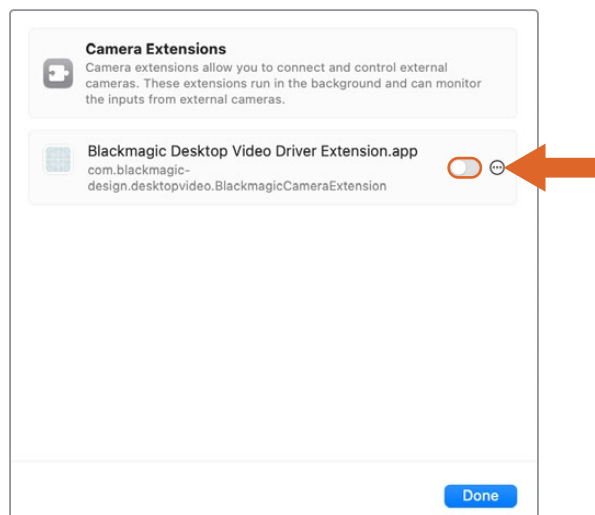 Camera Extensions
Camera extensions allow you to connect and control external
cameras. These extensions run in the background and can monitor
the inputs from external cameras.
Blackmagic Desktop Video Driver Extension.app
com.blackmagic-
design.desktopvideo.BlackmagicCameraExtension
Done